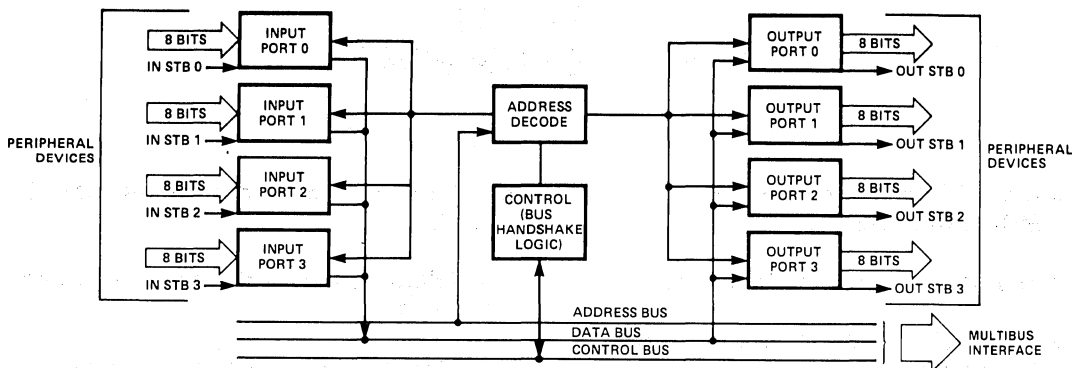 PERIPHERAL
DEVICES
8 BITS
IN STB 0
INPUT
PORT 0
8 BITS
IN STB 1
INPUT
PORT 1
8 BITS
IN STB 2
INPUT
PORT 2
8 BITS
IN STB 3
INPUT
PORT 3
ADDRESS
DECODE
CONTROL
(BUS
HANDSHAKE
LOGIC)
OUTPUT
PORT 0
8 BITS
OUT STB 0
OUTPUT
PORT 1
8 BITS
OUT STB 1
OUTPUT
PORT 2
8 BITS
OUT STB 2
OUTPUT
PORT 3
8 BITS
OUT STB 3
PERIPHERAL
DEVICES
ADDRESS BUS
DATA BUS
CONTROL BUS
MULTIBUS
INTERFACE